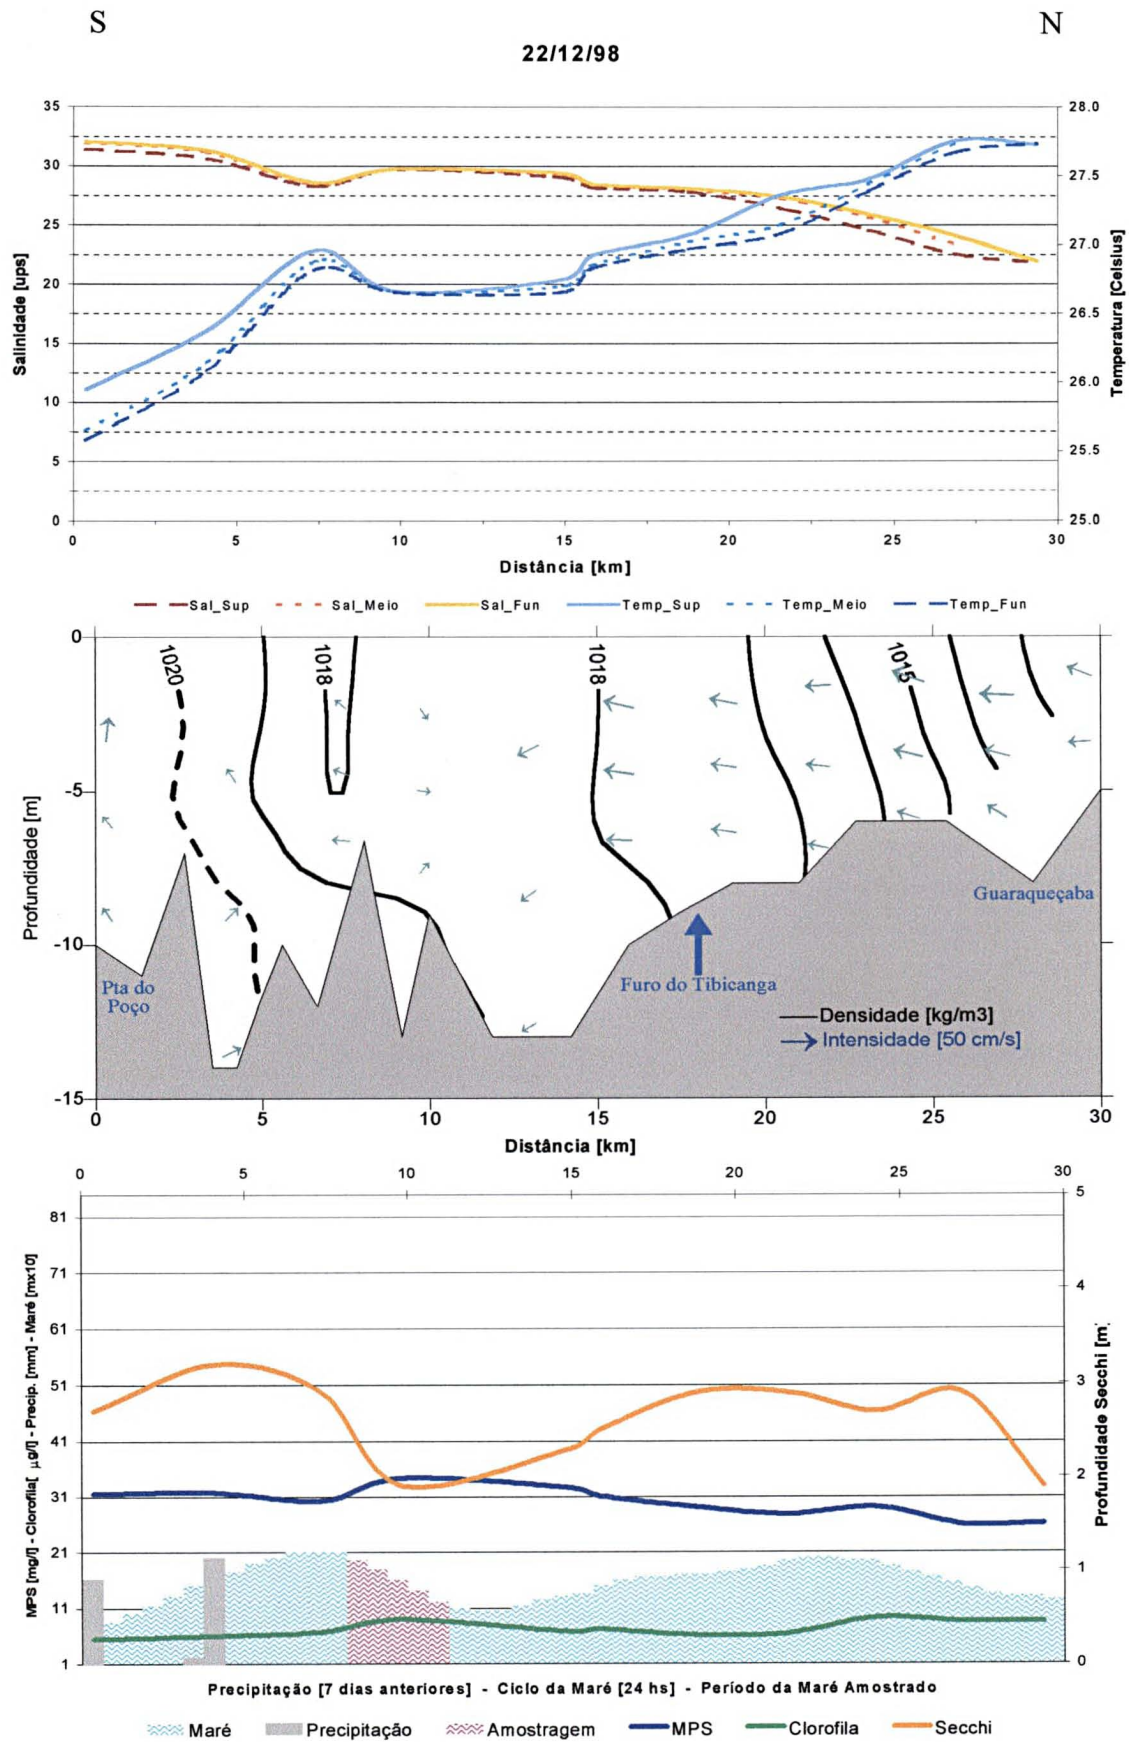 S N
22/12/98
35
30
25
20
15
10
5
0
Salinidade [ups]
28.0
27.5
27.0
26.5
26.0
25.5
25.0
Temperatura [Celsius]
0 5 10 15 20 25 30
Distância [km]
Sal_Sup Sal_Meio Sal_Fun Temp_Sup Temp_Meio Temp_Fun
0
-5
-10
-15
Profundidade [m]
1020
1018
1018
1015
Guaraqueçaba
Pta do
Poço
Furo do Tibicanga
Densidade [kg/m3]
Intensidade [50 cm/s]
0 5 10 15 20 25 30
Distância [km]
0 5 10 15 20 25 30
81
71
61
51
41
31
21
11
1
MPS [mg/l] - Clorofila[ µg/l] - Precip. [mm] - Maré [mx10]
5
4
3
2
1
0
Profundidade Secchi [m]
Precipitação [7 dias anteriores] - Ciclo da Maré [24 hs] - Período da Maré Amostrado
Maré Precipitação Amostragem MPS Clorofila Secchi